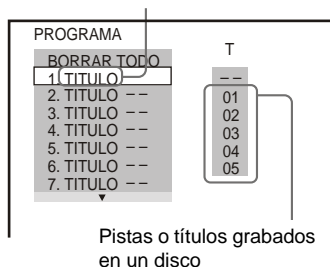 PROGRAMA
T
BORRAR TODO
1. TITULO
2. TITULO – –
3. TITULO – –
4. TITULO – –
5. TITULO – –
6. TITULO – –
7. TITULO – –
– –
01
02
03
04
05
Pistas o títulos grabados
en un disco